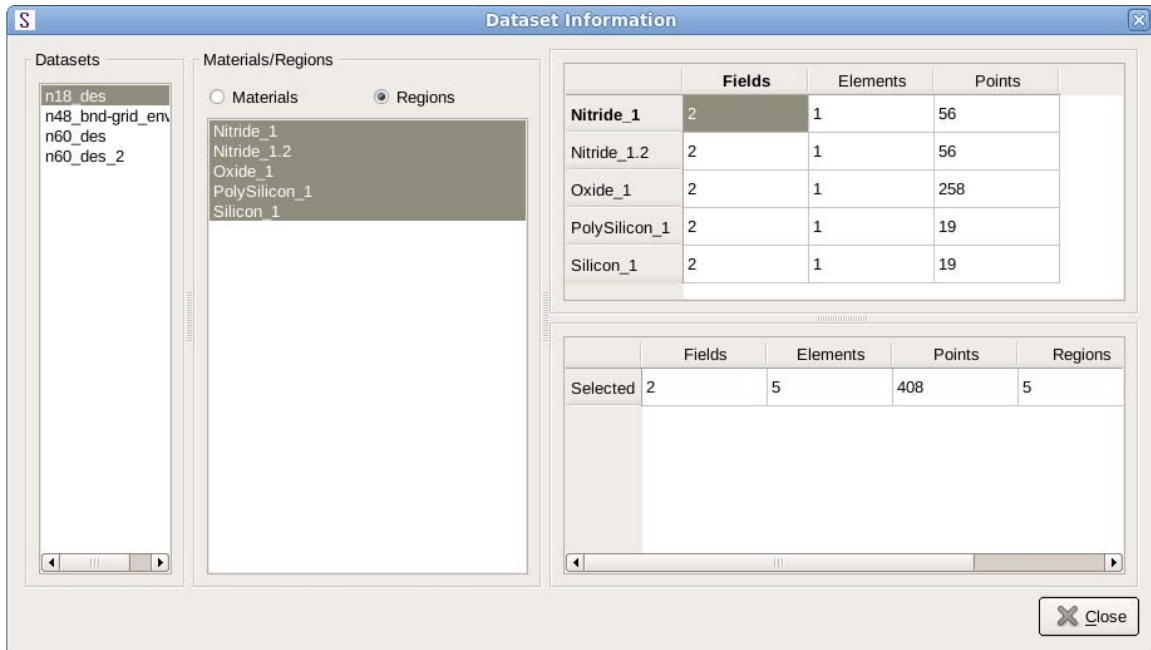 S Dataset Information
Datasets
n18_des
n48_bnd-grid_env
n60_des
n60_des_2
Materials/Regions
Materials Regions
Nitride_1
Nitride_1.2
Oxide_1
PolySilicon_1
Silicon_1
Fields Elements Points
Nitride_1 2 1 56
Nitride_1.2 2 1 56
Oxide_1 2 1 258
PolySilicon_1 2 1 19
Silicon_1 2 1 19
Fields Elements Points Regions
Selected 2 5 408 5
Close